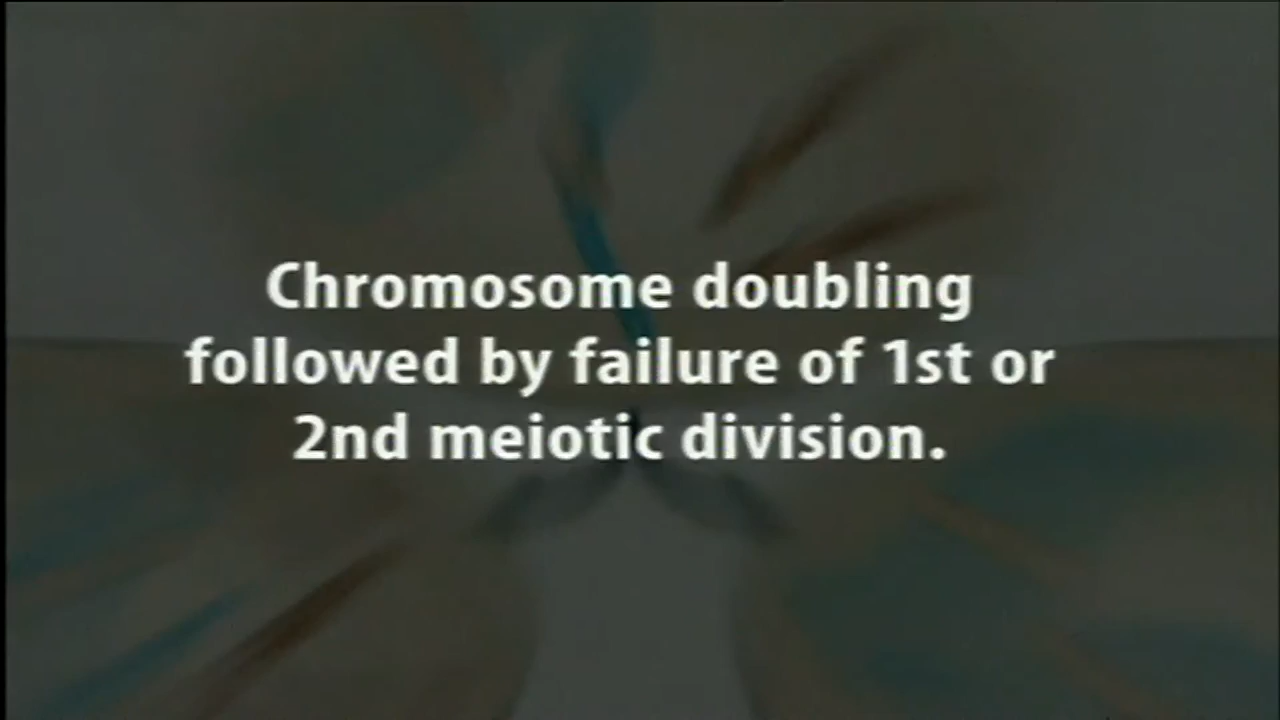 Chromosome doubling
followed by failure of 1st or
2nd meiotic division.